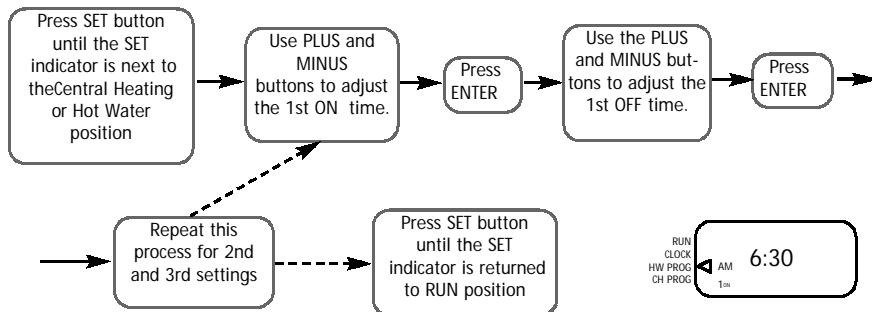 Press SET button
until the SET
indicator is next to
theCentral Heating
or Hot Water
position
Use PLUS and
MINUS
buttons to adjust
the 1st ON time.
Press
ENTER
Use the PLUS
and MINUS but-
tons to adjust the
1st OFF time.
Press
ENTER
Repeat this
process for 2nd
and 3rd settings
Press SET button
until the SET
indicator is returned
to RUN position
RUN
CLOCK
HW PROG
CH PROG
AM
6:30
1ON